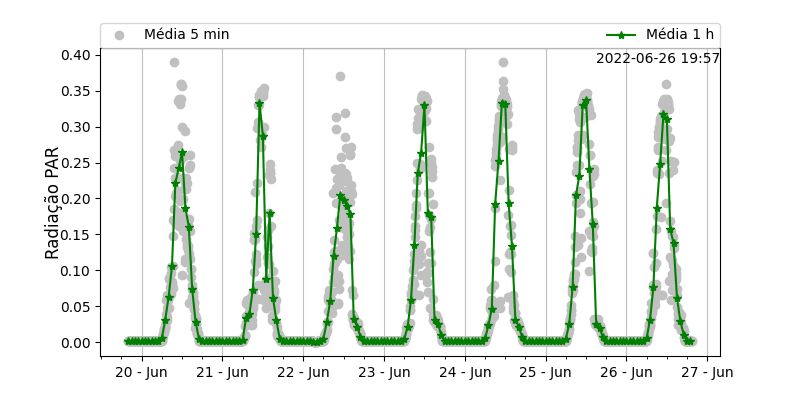 Média 5 min
Média 1 h
2022-06-26 19:57
Radiação PAR
0.40
0.35
0.30
0.25
0.20
0.15
0.10
0.05
0.00
20 - Jun
21 - Jun
22 - Jun
23 - Jun
24 - Jun
25 - Jun
26 - Jun
27 - Jun